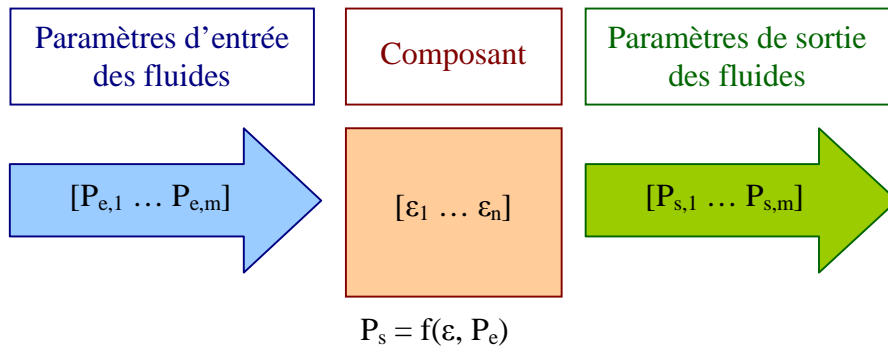 Paramètres d'entrée
des fluides
Composant
Paramètres de sortie
des fluides
[Pe,1 … Pe,m]
[ε1 … εn]
[Ps,1 … Ps,m]
Ps = f(ε, Pe)